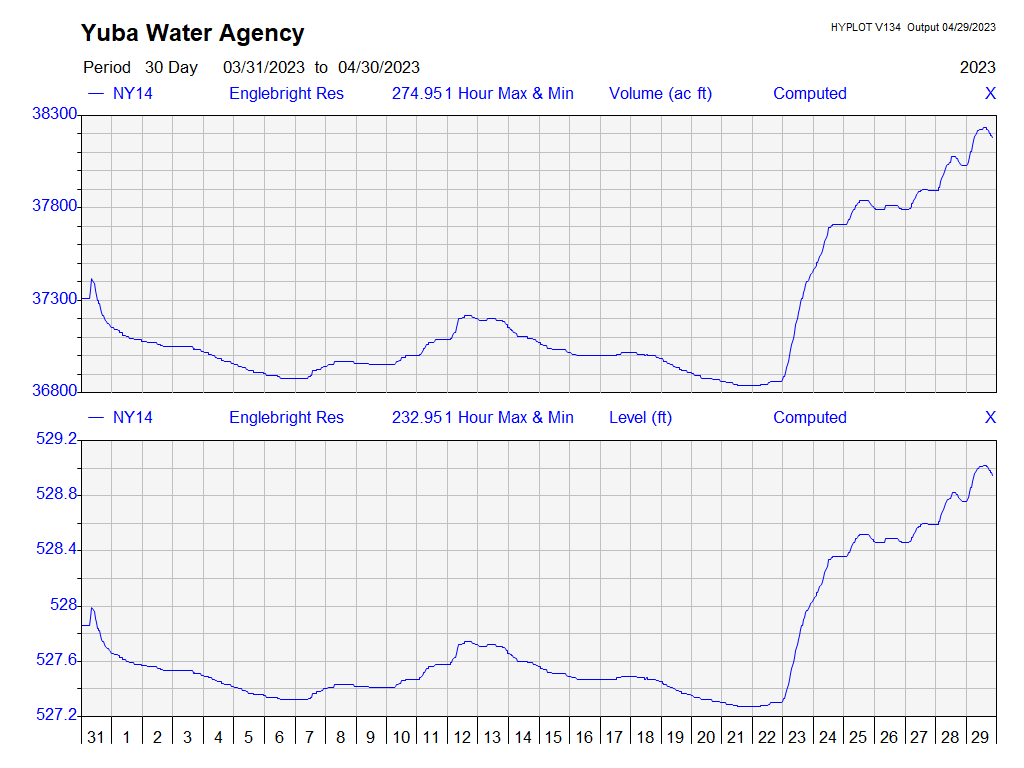 Yuba Water Agency
HYPLOT V134 Output 04/29/2023
Period 30 Day 03/31/2023 to 04/30/2023 2023
NY14 Englebright Res 274.951 Hour Max & Min Volume (ac ft) Computed X
38300
37800
37300
36800
NY14 Englebright Res 232.951 Hour Max & Min Level (ft) Computed X
529.2
528.8
528.4
528
527.6
527.2
31 1 2 3 4 5 6 7 8 9 10 11 12 13 14 15 16 17 18 19 20 21 22 23 24 25 26 27 28 29